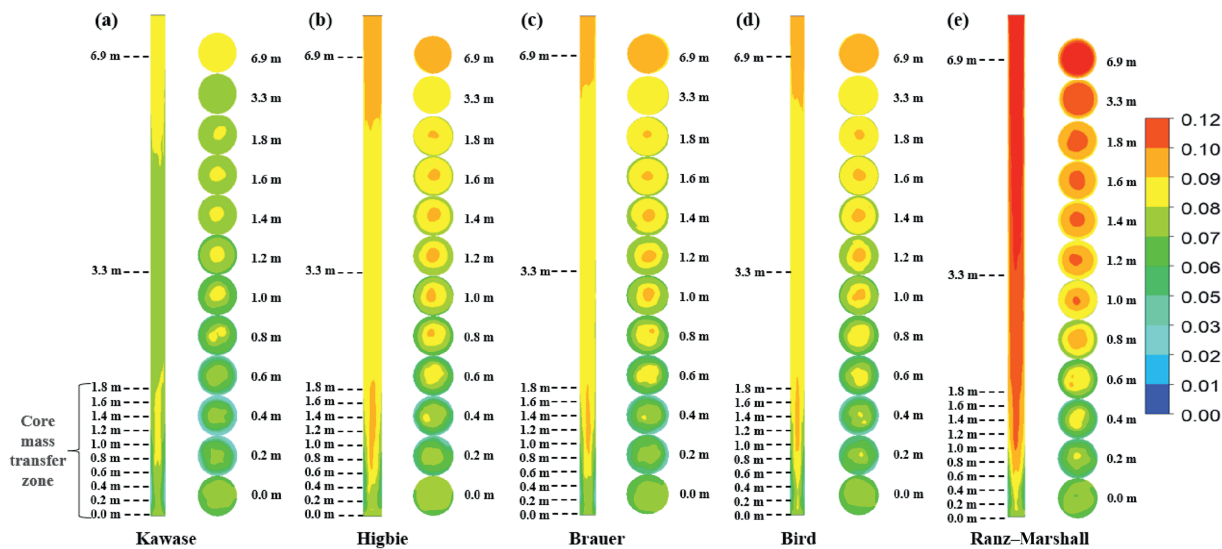 (a)
6.9 m
3.3 m
1.8 m
1.6 m
1.4 m
1.2 m
1.0 m
0.8 m
0.6 m
0.4 m
0.2 m
0.0 m
Core
mass
transfer
zone
6.9 m
3.3 m
1.8 m
1.6 m
1.4 m
1.2 m
1.0 m
0.8 m
0.6 m
0.4 m
0.2 m
0.0 m
Kawase
(b)
6.9 m
3.3 m
1.8 m
1.6 m
1.4 m
1.2 m
1.0 m
0.8 m
0.6 m
0.4 m
0.2 m
0.0 m
6.9 m
3.3 m
1.8 m
1.6 m
1.4 m
1.2 m
1.0 m
0.8 m
0.6 m
0.4 m
0.2 m
0.0 m
Higbie
(c)
6.9 m
3.3 m
1.8 m
1.6 m
1.4 m
1.2 m
1.0 m
0.8 m
0.6 m
0.4 m
0.2 m
0.0 m
6.9 m
3.3 m
1.8 m
1.6 m
1.4 m
1.2 m
1.0 m
0.8 m
0.6 m
0.4 m
0.2 m
0.0 m
Brauer
(d)
6.9 m
3.3 m
1.8 m
1.6 m
1.4 m
1.2 m
1.0 m
0.8 m
0.6 m
0.4 m
0.2 m
0.0 m
6.9 m
3.3 m
1.8 m
1.6 m
1.4 m
1.2 m
1.0 m
0.8 m
0.6 m
0.4 m
0.2 m
0.0 m
Bird
(e)
6.9 m
3.3 m
1.8 m
1.6 m
1.4 m
1.2 m
1.0 m
0.8 m
0.6 m
0.4 m
0.2 m
0.0 m
6.9 m
3.3 m
1.8 m
1.6 m
1.4 m
1.2 m
1.0 m
0.8 m
0.6 m
0.4 m
0.2 m
0.0 m
Ranz–Marshall
0.12
0.10
0.09
0.08
0.07
0.06
0.05
0.03
0.02
0.01
0.00